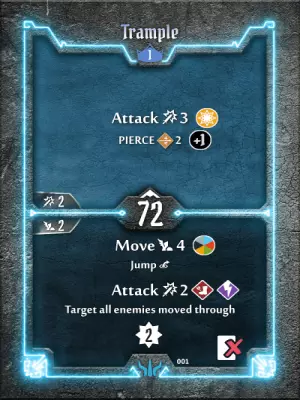 Trample
1
Attack 3
PIERCE 2 +1
2
72
2
Move 4
Jump
Attack 2
Target all enemies moved through
2
001